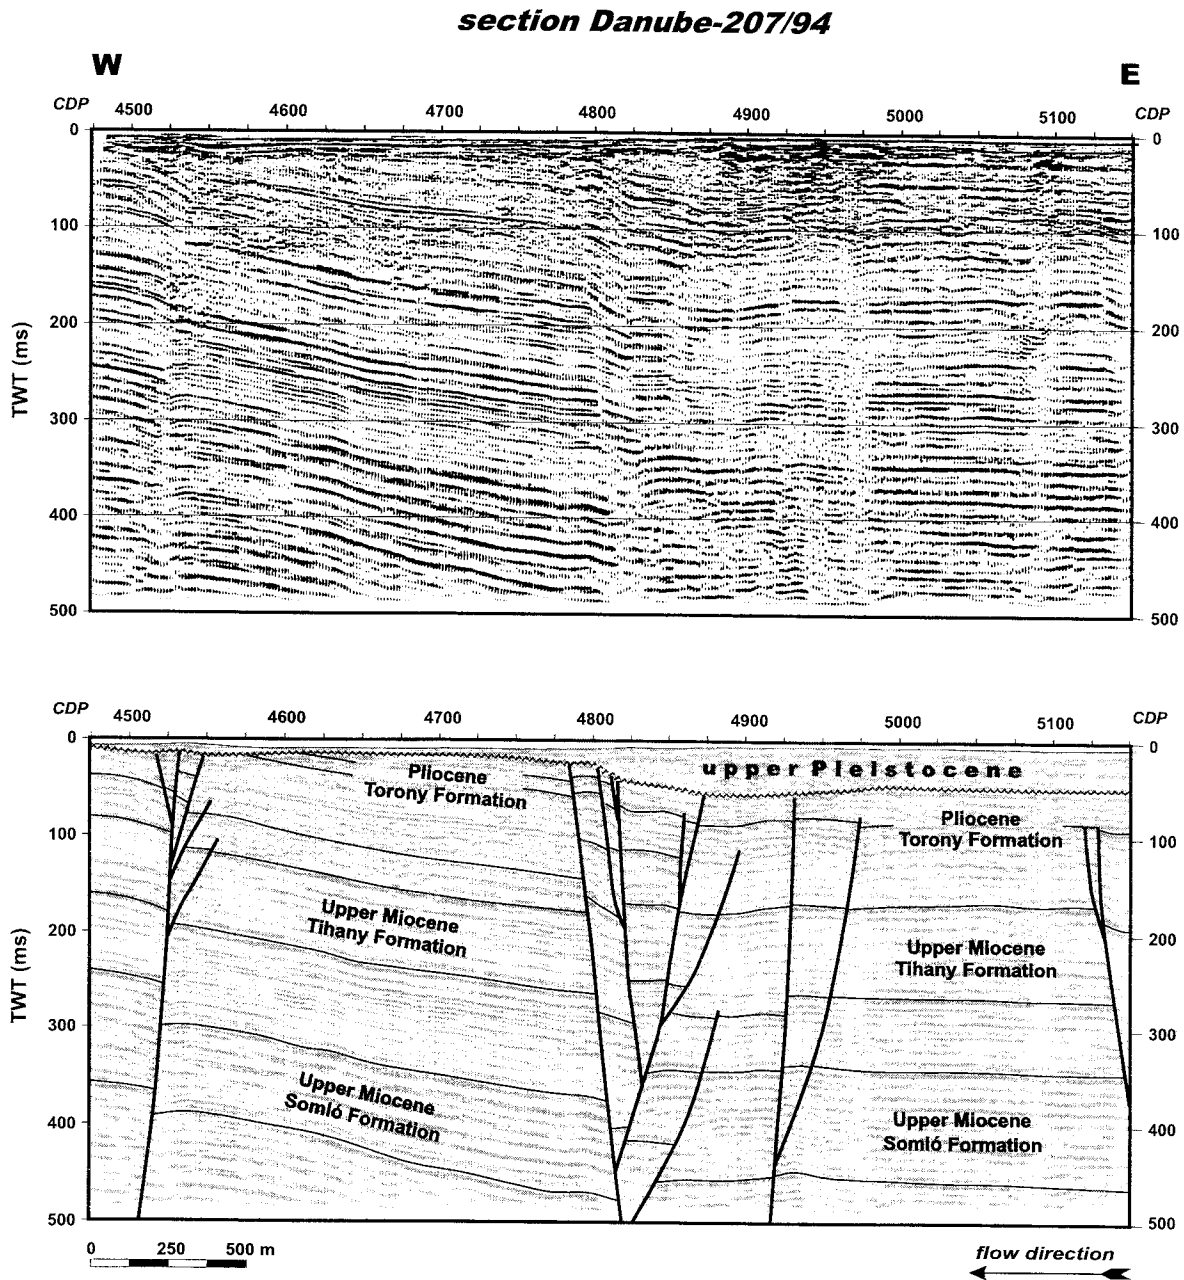 section Danube-207/94
W E
CDP 4500 4600 4700 4800 4900 5000 5100 CDP
0 0
100 100
200 200
300 300
400 400
500 500
TWT (ms)
CDP 4500 4600 4700 4800 4900 5000 5100 CDP
0 0
100 100
200 200
300 300
400 400
500 500
TWT (ms)
upper Pleistocene
Pliocene
Torony Formation
Pliocene
Torony Formation
Upper Miocene
Tihany Formation
Upper Miocene
Tihany Formation
Upper Miocene
Somló Formation
Upper Miocene
Somló Formation
0 250 500 m
flow direction